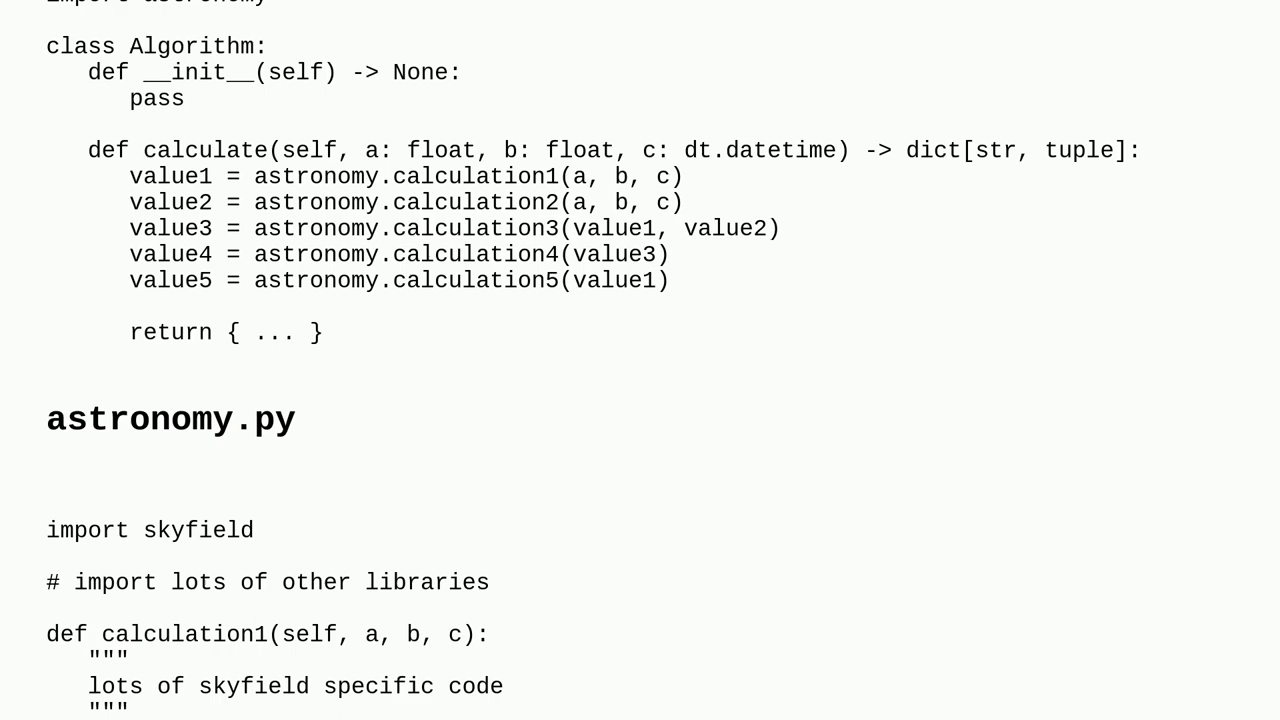 import astronomy
class Algorithm:
   def __init__(self) -> None:
      pass
   def calculate(self, a: float, b: float, c: dt.datetime) -> dict[str, tuple]:
      value1 = astronomy.calculation1(a, b, c)
      value2 = astronomy.calculation2(a, b, c)
      value3 = astronomy.calculation3(value1, value2)
      value4 = astronomy.calculation4(value3)
      value5 = astronomy.calculation5(value1)
      return { ... }
astronomy.py
import skyfield
# import lots of other libraries
def calculation1(self, a, b, c):
   """
   lots of skyfield specific code
   """